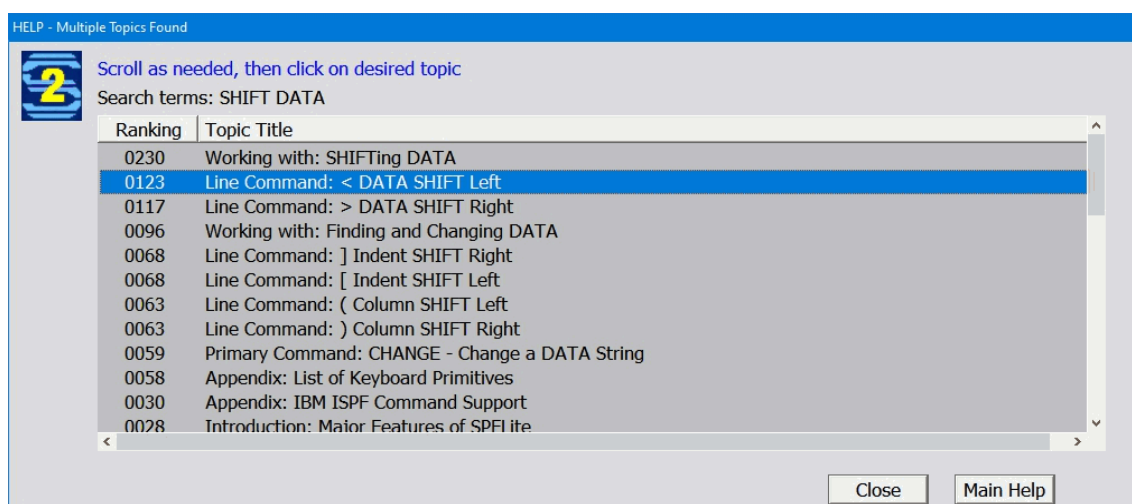 HELP - Multiple Topics Found
2
Scroll as needed, then click on desired topic
Search terms: SHIFT DATA
Ranking Topic Title
0230 Working with: SHIFTing DATA
0123 Line Command: < DATA SHIFT Left
0117 Line Command: > DATA SHIFT Right
0096 Working with: Finding and Changing DATA
0068 Line Command: ] Indent SHIFT Right
0068 Line Command: [ Indent SHIFT Left
0063 Line Command: ( Column SHIFT Left
0063 Line Command: ) Column SHIFT Right
0059 Primary Command: CHANGE - Change a DATA String
0058 Appendix: List of Keyboard Primitives
0030 Appendix: IBM ISPF Command Support
0028 Introduction: Major Features of SPFLite
Close Main Help